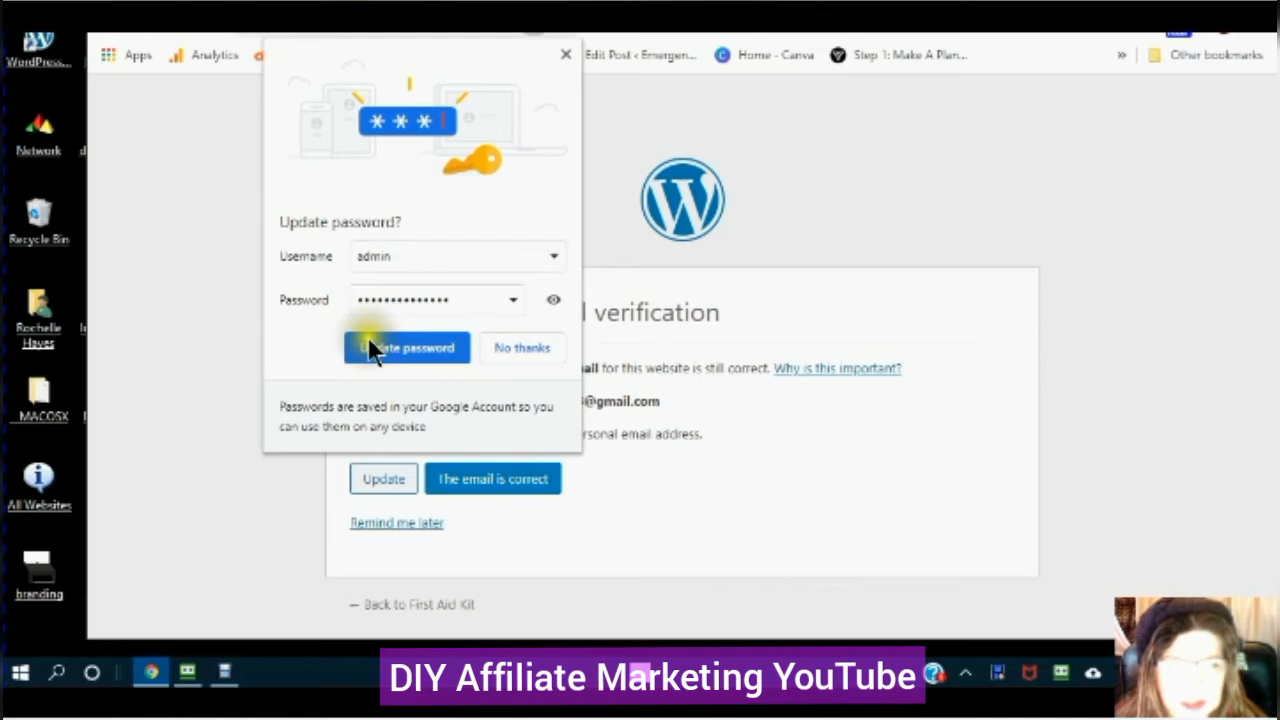 WordPress...
Apps
Analytics
Edit Post ‹ Emergen...
Home - Canva
Step 1: Make A Plan...
»
Other bookmarks
Network
Recycle Bin
Rochelle
Hayes
MACOSX
All Websites
branding
Update password?
Username
admin
Password
••••••••••••••
Update password
No thanks
Passwords are saved in your Google Account so you
can use them on any device
verification
ail for this website is still correct. Why is this important?
@gmail.com
rsonal email address.
Update
The email is correct
Remind me later
← Back to First Aid Kit
DIY Affiliate Marketing YouTube